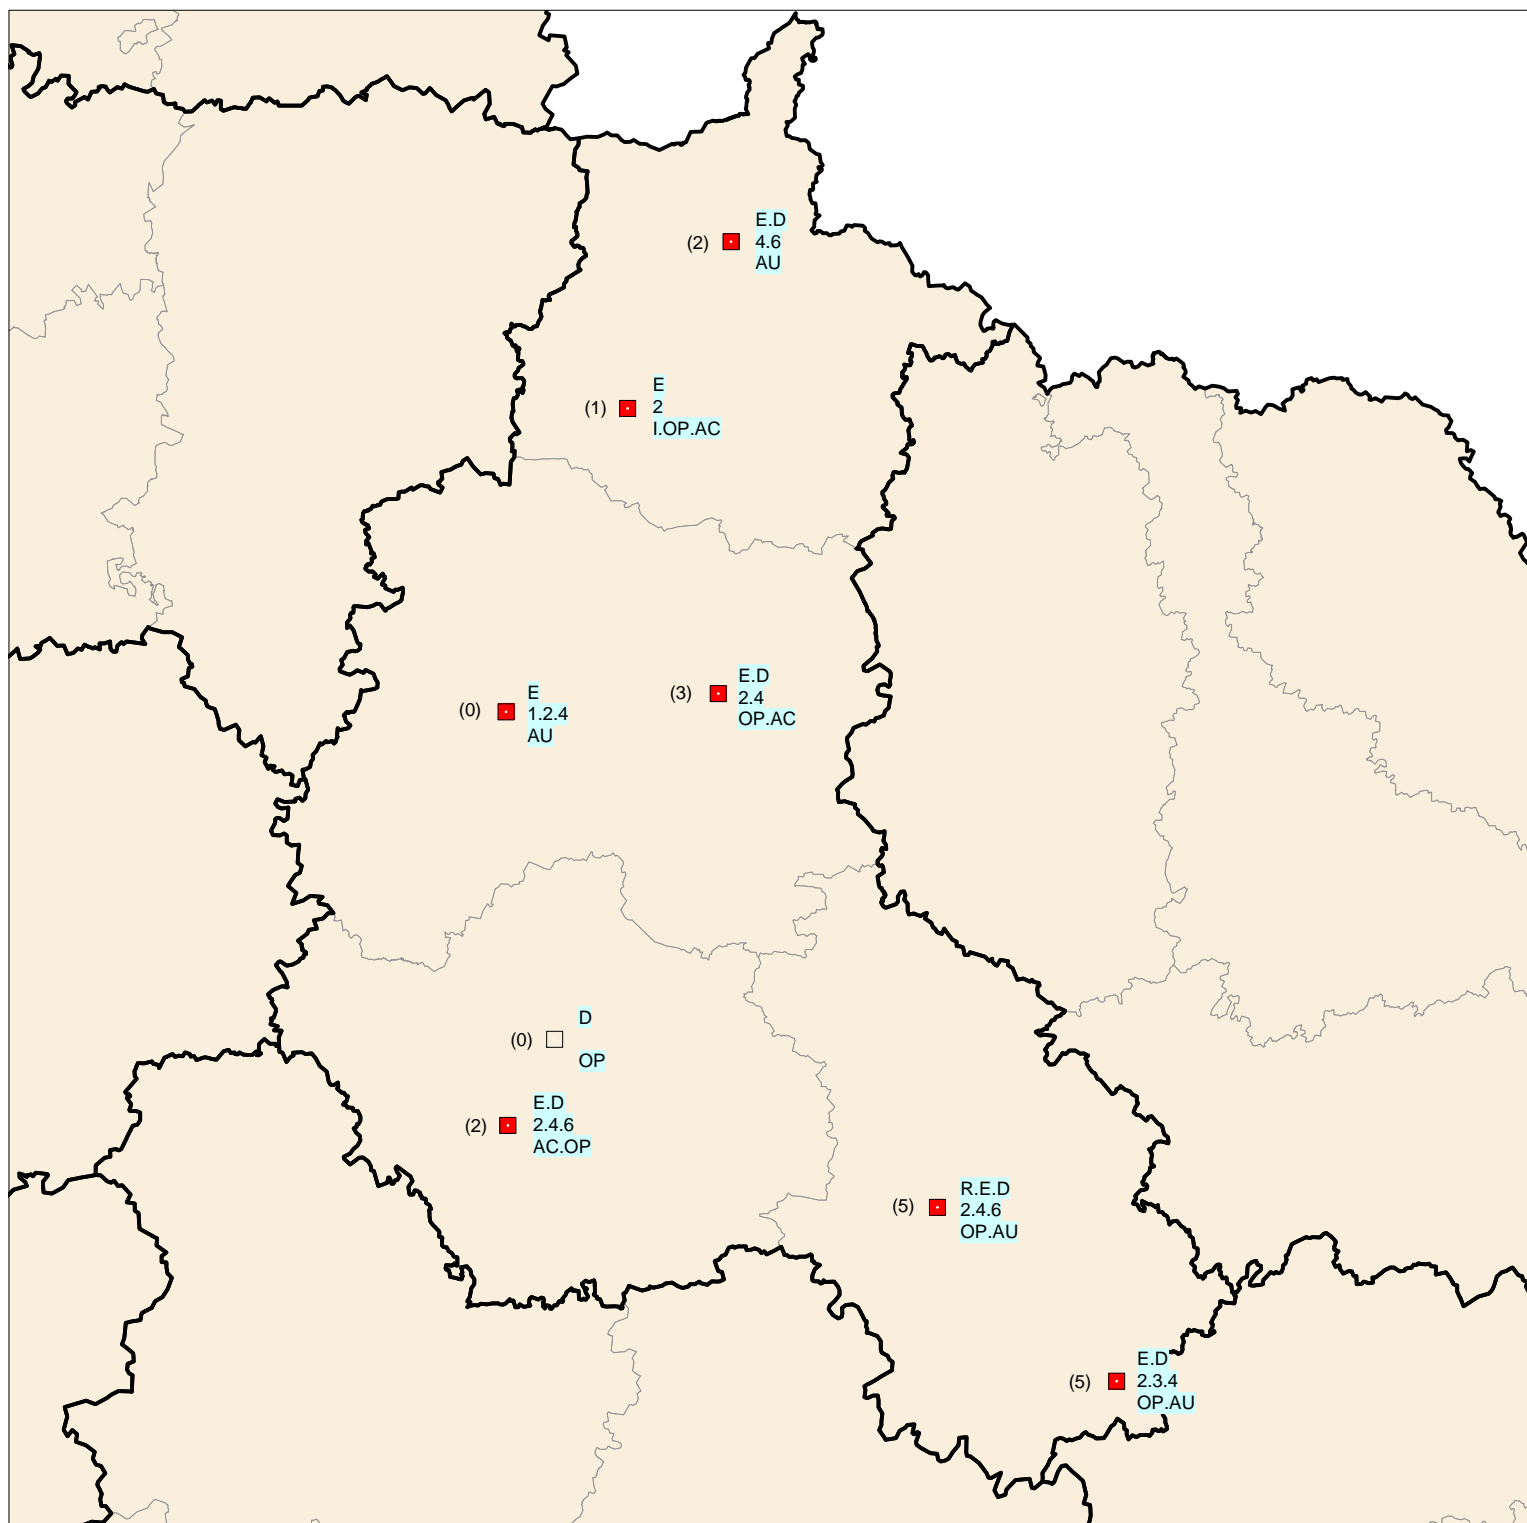 E.D
(2) 4.6
AU
E
(1) 2
I.OP.AC
E.D
(3) 2.4
OP.AC
E
(0) 1.2.4
AU
D
(0)
OP
E.D
(2) 2.4.6
AC.OP
R.E.D
(5) 2.4.6
OP.AU
E.D
(5) 2.3.4
OP.AU